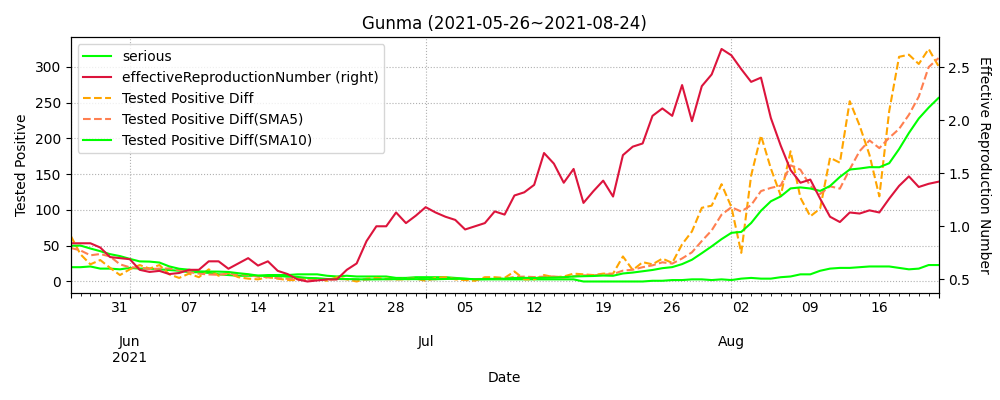 Gunma (2021-05-26~2021-08-24)
serious
effectiveReproductionNumber (right)
Tested Positive Diff
Tested Positive Diff(SMA5)
Tested Positive Diff(SMA10)
Tested Positive
300
250
200
150
100
50
0
2.5
2.0
1.5
1.0
0.5
Effective Reproduction Number
31 07 14 21 28 05 12 19 26 02 09 16
Jun Jul Aug
2021
Date